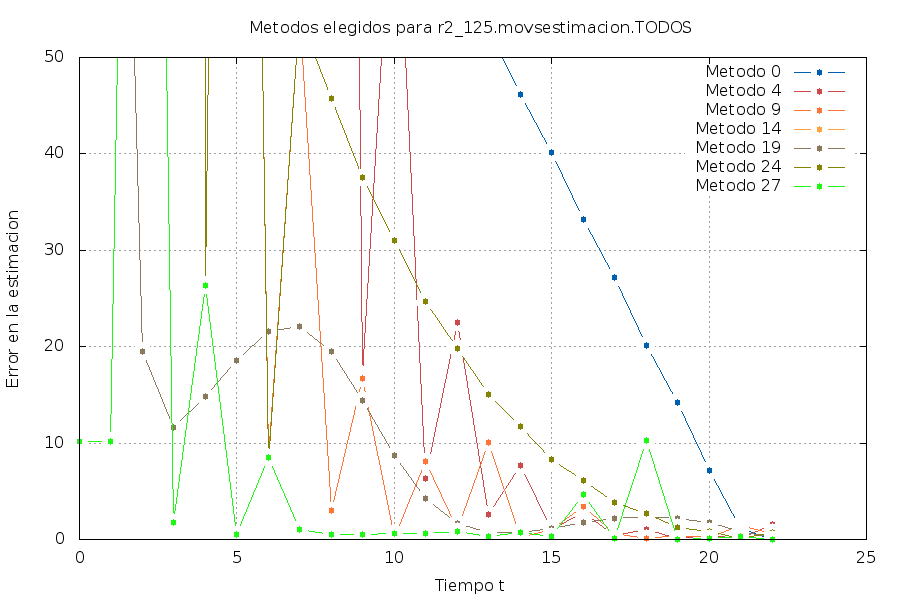 Metodos elegidos para r2_125.movsestimacion.TODOS
Error en la estimacion
50
40
30
20
10
0
Metodo 0
Metodo 4
Metodo 9
Metodo 14
Metodo 19
Metodo 24
Metodo 27
0 5 10 15 20 25
Tiempo t